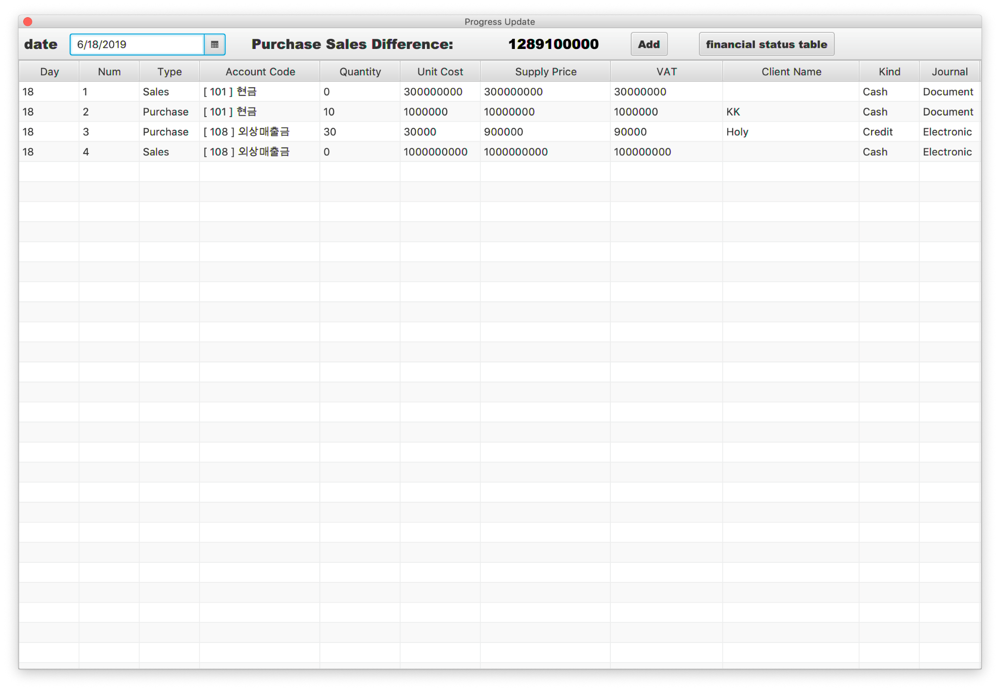 Progress Update
date 6/18/2019 Purchase Sales Difference: 1289100000 Add financial status table
Day Num Type Account Code Quantity Unit Cost Supply Price VAT Client Name Kind Journal
18 1 Sales [ 101 ] 현금 0 300000000 300000000 30000000 Cash Document
18 2 Purchase [ 101 ] 현금 10 1000000 10000000 1000000 KK Cash Document
18 3 Purchase [ 108 ] 외상매출금 30 30000 900000 90000 Holy Credit Electronic
18 4 Sales [ 108 ] 외상매출금 0 1000000000 1000000000 100000000 Cash Electronic